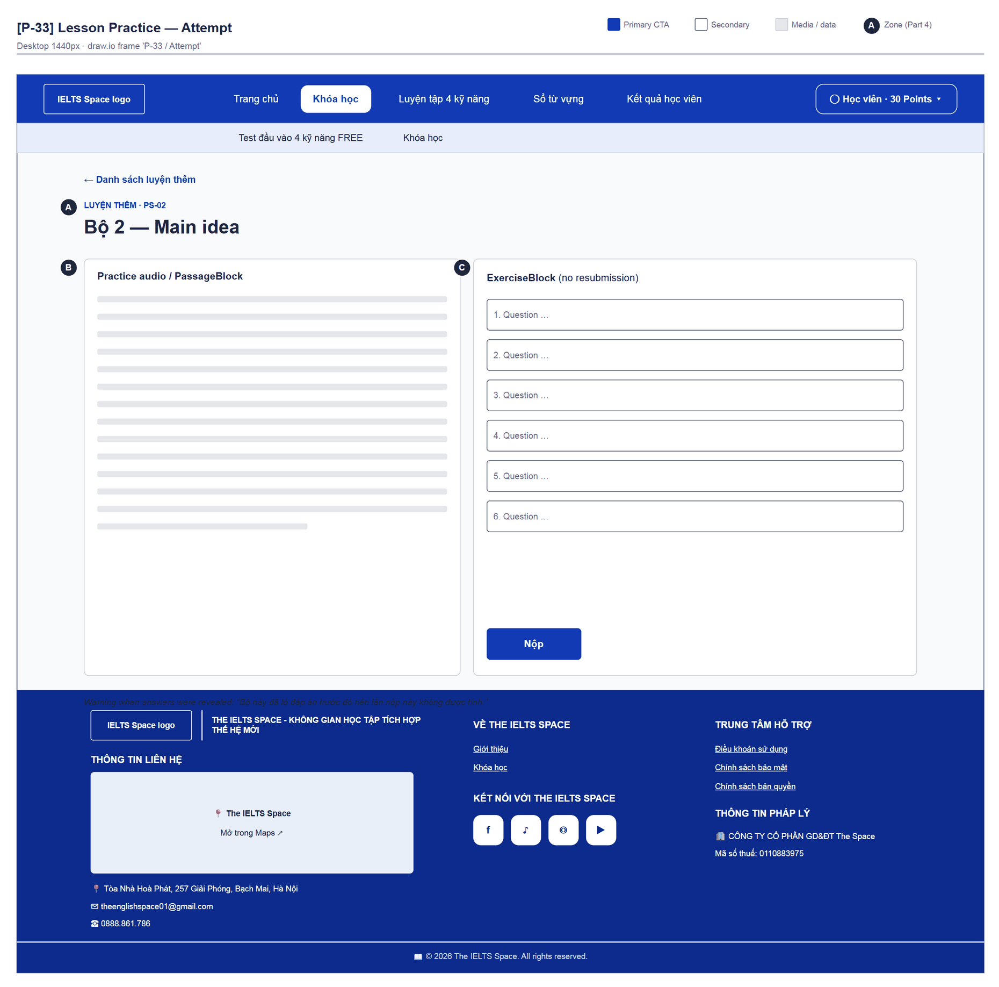 [P-33] Lesson Practice — Attempt
Desktop 1440px · draw.io frame 'P-33 / Attempt'
Primary CTA
Secondary
Media / data
A
Zone (Part 4)
IELTS Space logo
Trang chủ
Khóa học
Luyện tập 4 kỹ năng
Sổ từ vựng
Kết quả học viên
Học viên · 30 Points ▾
Test đầu vào 4 kỹ năng FREE
Khóa học
← Danh sách luyện thêm
A
LUYỆN THÊM · PS-02
Bộ 2 — Main idea
B
Practice audio / PassageBlock
C
ExerciseBlock (no resubmission)
1. Question ...
2. Question ...
3. Question ...
4. Question ...
5. Question ...
6. Question ...
Nộp
Warning when answers were revealed: "Bộ này đã lộ đáp án trước đó nên lần nộp này không được tính."
IELTS Space logo
THE IELTS SPACE - KHÔNG GIAN HỌC TẬP TÍCH HỢP
THẾ HỆ MỚI
THÔNG TIN LIÊN HỆ
The IELTS Space
Mở trong Maps ↗
Tòa Nhà Hoà Phát, 257 Giải Phóng, Bạch Mai, Hà Nội
theenglishspace01@gmail.com
0888.861.786
VỀ THE IELTS SPACE
Giới thiệu
Khóa học
KẾT NỐI VỚI THE IELTS SPACE
f
TRUNG TÂM HỖ TRỢ
Điều khoản sử dụng
Chính sách bảo mật
Chính sách bản quyền
THÔNG TIN PHÁP LÝ
CÔNG TY CỔ PHẦN GD&ĐT The Space
Mã số thuế: 0110883975
© 2026 The IELTS Space. All rights reserved.